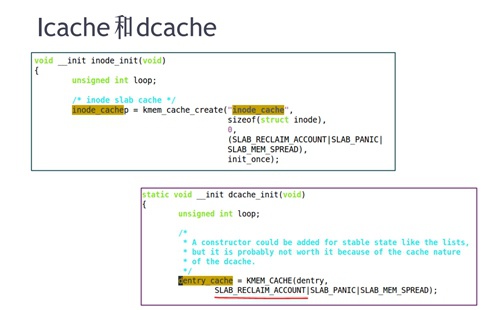 Icache和dcache
void __init inode_init(void)
{
unsigned int loop;
/* inode slab cache */
inode_cachep = kmem_cache_create("inode_cache",
sizeof(struct inode),
0,
(SLAB_RECLAIM_ACCOUNT|SLAB_PANIC|
SLAB_MEM_SPREAD),
init_once);
static void __init dcache_init(void)
{
unsigned int loop;
/*
* A constructor could be added for stable state like the lists,
* but it is probably not worth it because of the cache nature
* of the dcache.
*/
dentry_cache = KMEM_CACHE(dentry,
SLAB_RECLAIM_ACCOUNT|SLAB_PANIC|SLAB_MEM_SPREAD);